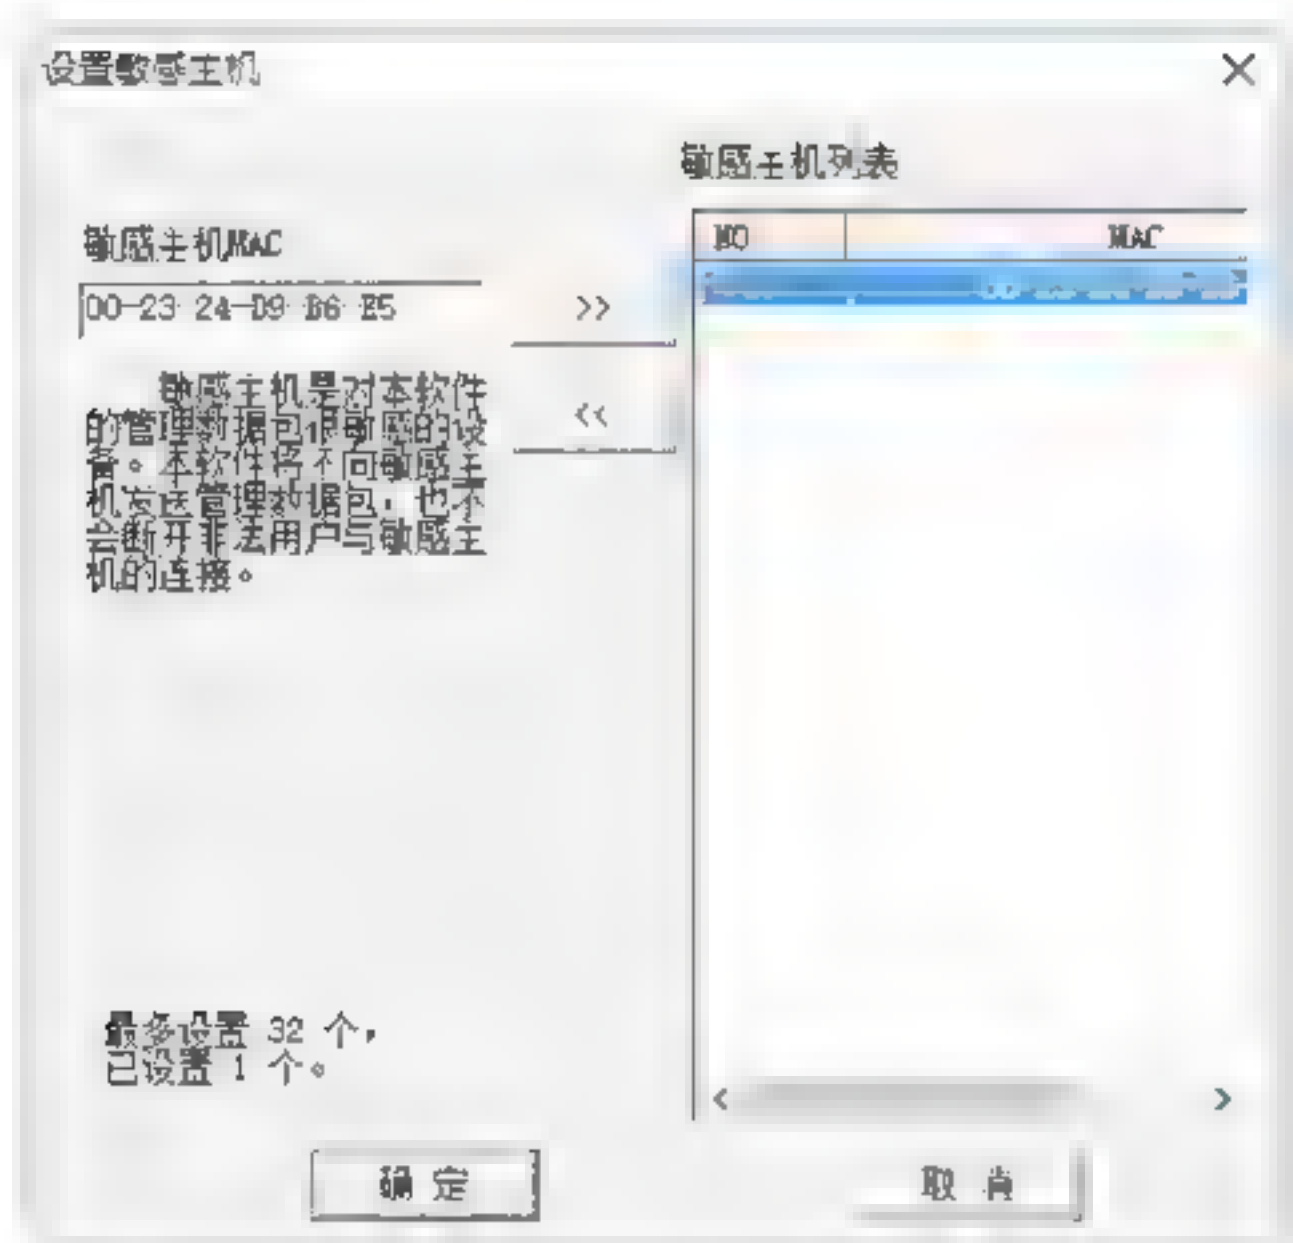 设置敏感主机
敏感主机列表
敏感主机MAC
NO MAC
00-23-24-D9-B6-E5
>>
敏感主机是对本软件
的管理数据包很敏感的设
备。本软件将不向敏感主
机发送管理数据包，也不
会断开非法用户与敏感主
机的连接。
<<
最多设置 32 个，
已设置 1 个。
确 定
取 消